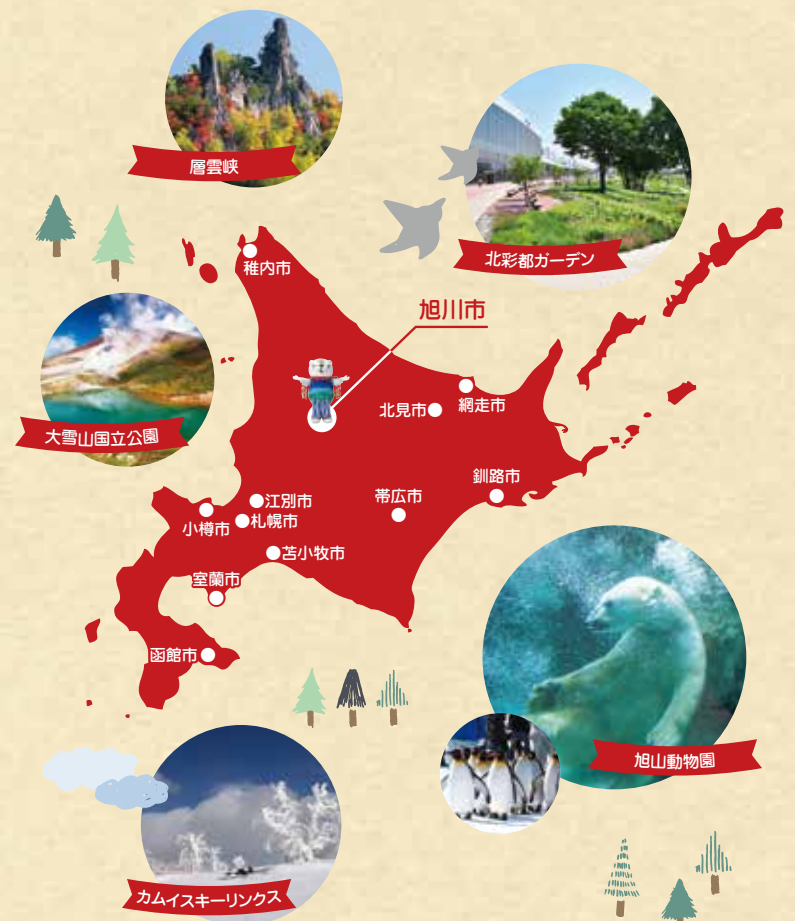 層雲峡
北彩都ガーデン
稚内市
旭川市
大雪山国立公園
北見市
網走市
釧路市
帯広市
江別市
小樽市
札幌市
苫小牧市
室蘭市
函館市
旭山動物園
カムイスキーリンクス